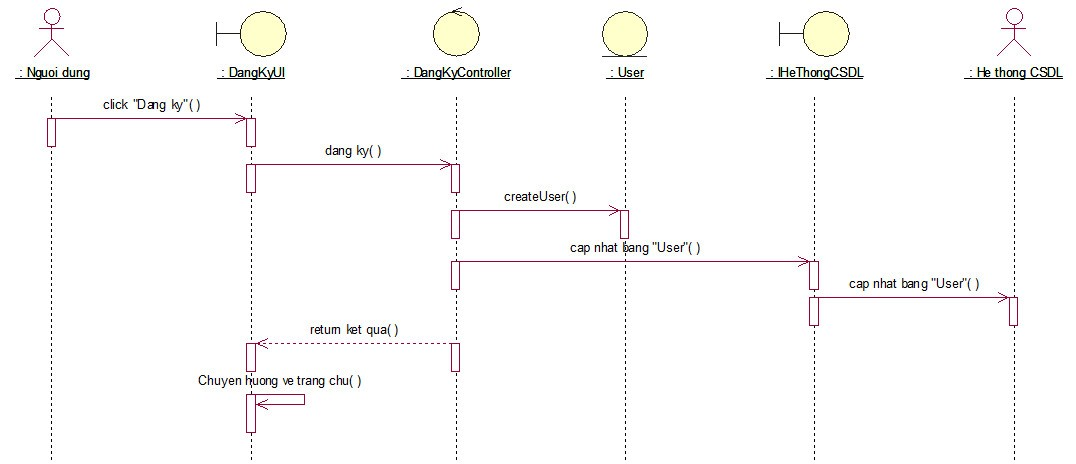 : Nguoi dung
: DangKyUI
: DangKyController
: User
: IHeThongCSDL
: He thong CSDL
click "Dang ky"( )
dang ky( )
createUser( )
cap nhat bang "User"( )
cap nhat bang "User"( )
return ket qua( )
Chuyen huong ve trang chu( )